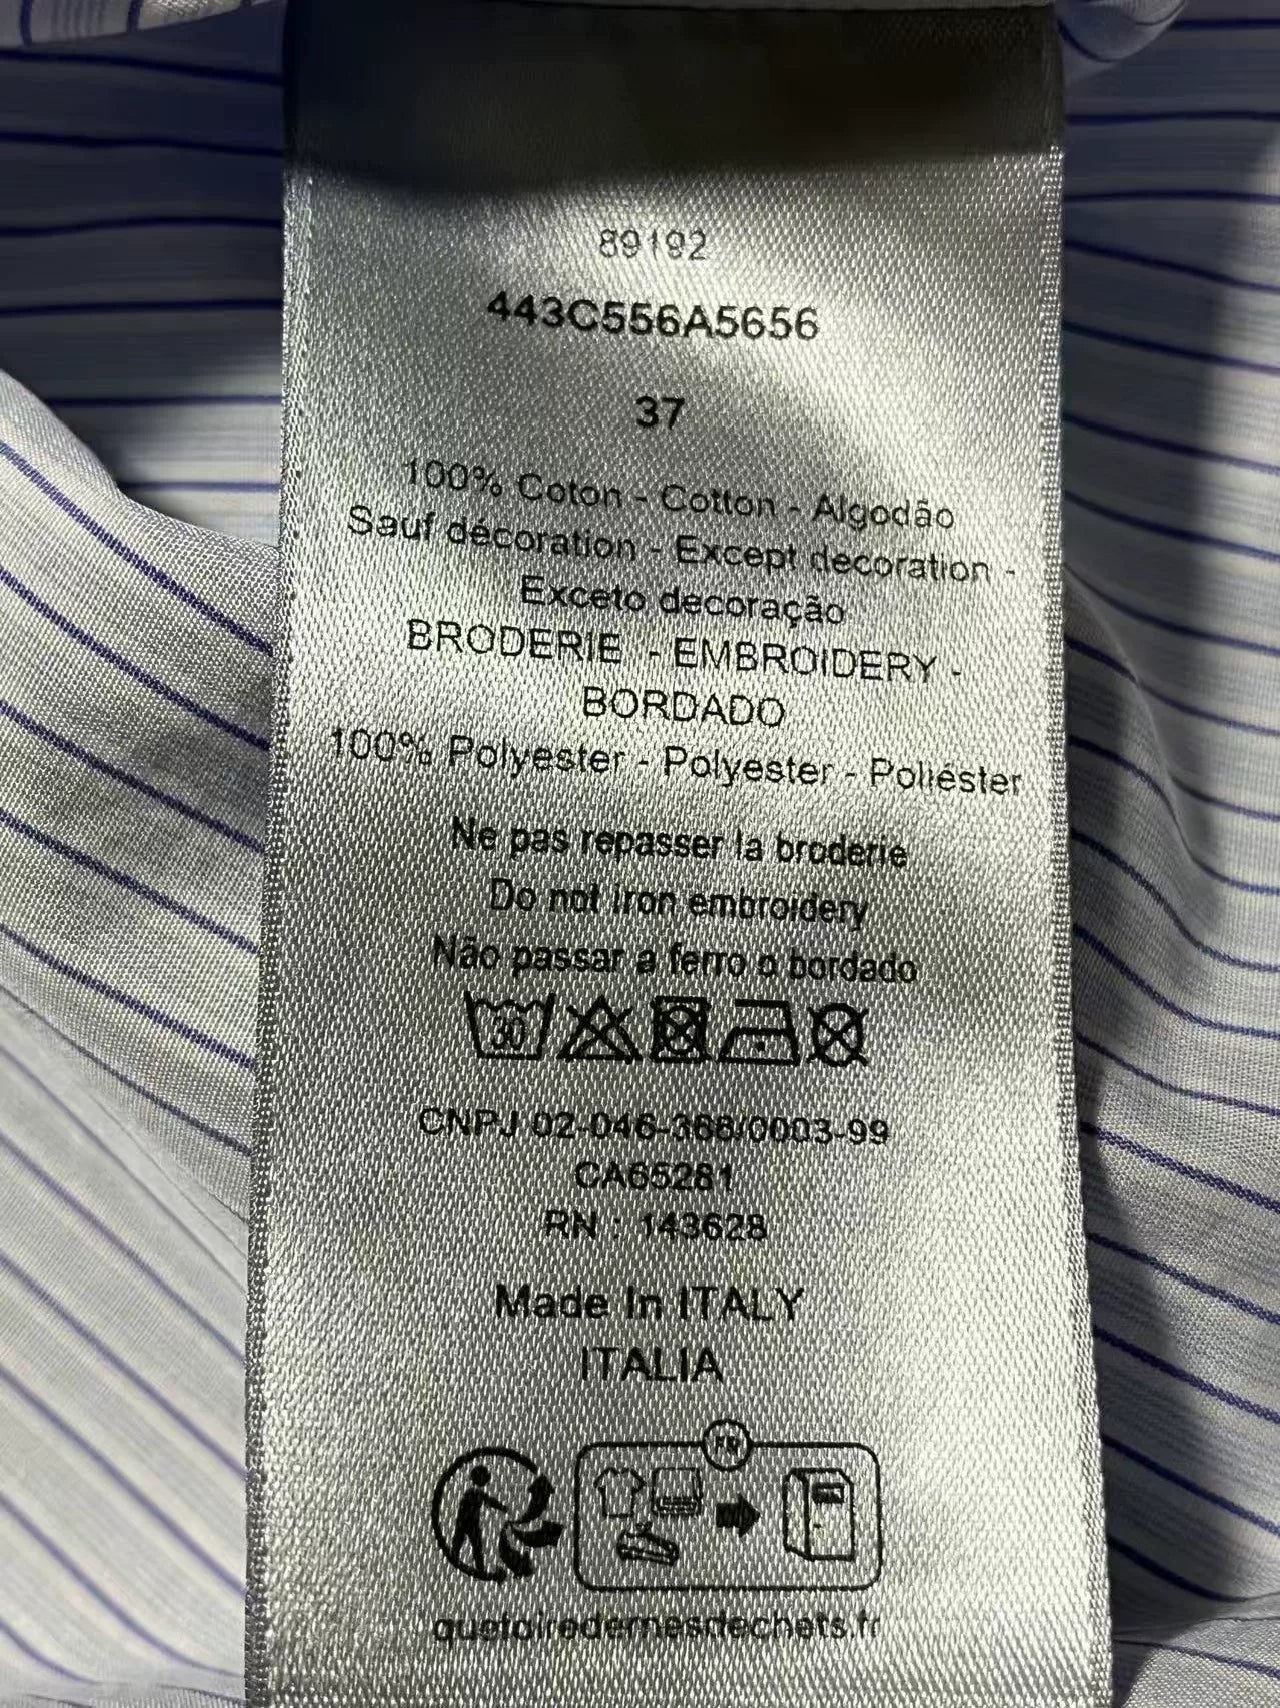 89192
443C556A5656
37
100% Coton - Cotton - Algodão
Sauf décoration - Except decoration -
Exceto decoração
BRODERIE - EMBROIDERY -
BORDADO
100% Polyester - Polyester - Poliéster
Ne pas repasser la broderie
Do not iron embroidery
Não passar a ferro o bordado
30
CNPJ 02-046-368/0003-99
CA65281
RN : 143628
Made In ITALY
ITALIA
FR
quefairedemesdechets.fr